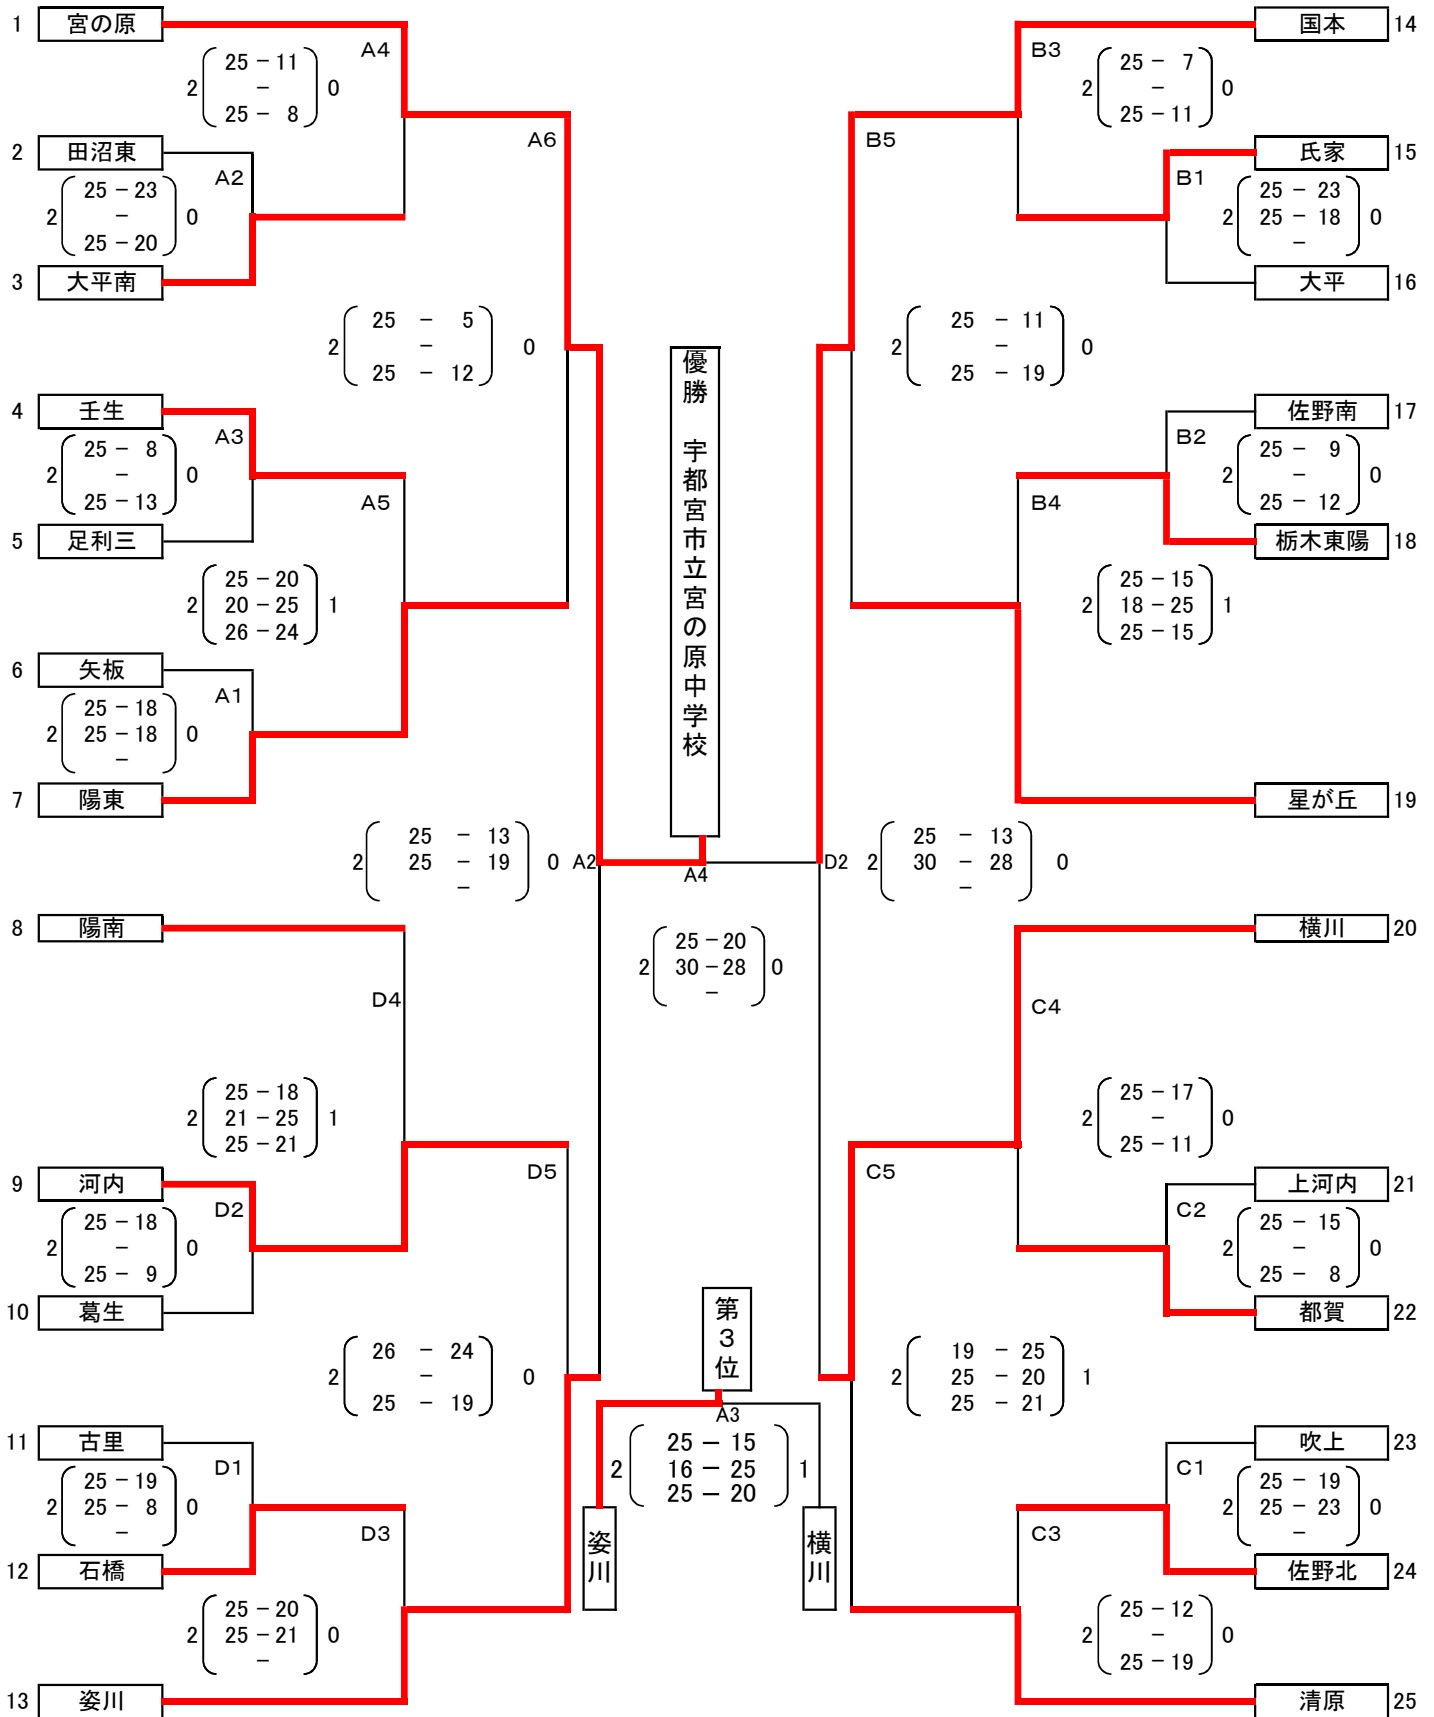 1 宮の原
A4
25 － 11
2 － 0
25 － 8
2 田沼東
A2
25 － 23
2 － 0
25 － 20
3 大平南
A6
25 － 5
2 － 0
25 － 12
4 壬生
A3
25 － 8
2 － 0
25 － 13
5 足利三
A5
25 － 20
2 20 － 25 1
26 － 24
6 矢板
A1
25 － 18
2 25 － 18 0
－
7 陽東
25 － 13
2 25 － 19 0 A2
－
8 陽南
D4
25 － 18
2 21 － 25 1
25 － 21
9 河内
D2
25 － 18
2 － 0
25 － 9
10 葛生
D5
26 － 24
2 － 0
25 － 19
11 古里
D1
25 － 19
2 25 － 8 0
－
12 石橋
D3
25 － 20
2 25 － 21 0
－
13 姿川
優勝　宇都宮市立宮の原中学校
A4
25 － 20
2 30 － 28 0
－
第3位
A3
25 － 15
2 16 － 25 1
25 － 20
姿川
横川
国本 14
B3
25 － 7
2 － 0
25 － 11
氏家 15
B1
25 － 23
2 25 － 18 0
－
大平 16
B5
25 － 11
2 － 0
25 － 19
佐野南 17
B2
25 － 9
2 － 0
25 － 12
栃木東陽 18
B4
25 － 15
2 18 － 25 1
25 － 15
星が丘 19
25 － 13
D2 2 30 － 28 0
－
横川 20
C4
25 － 17
2 － 0
25 － 11
上河内 21
C2
25 － 15
2 － 0
25 － 8
都賀 22
C5
19 － 25
2 25 － 20 1
25 － 21
吹上 23
C1
25 － 19
2 25 － 23 0
－
佐野北 24
C3
25 － 12
2 － 0
25 － 19
清原 25